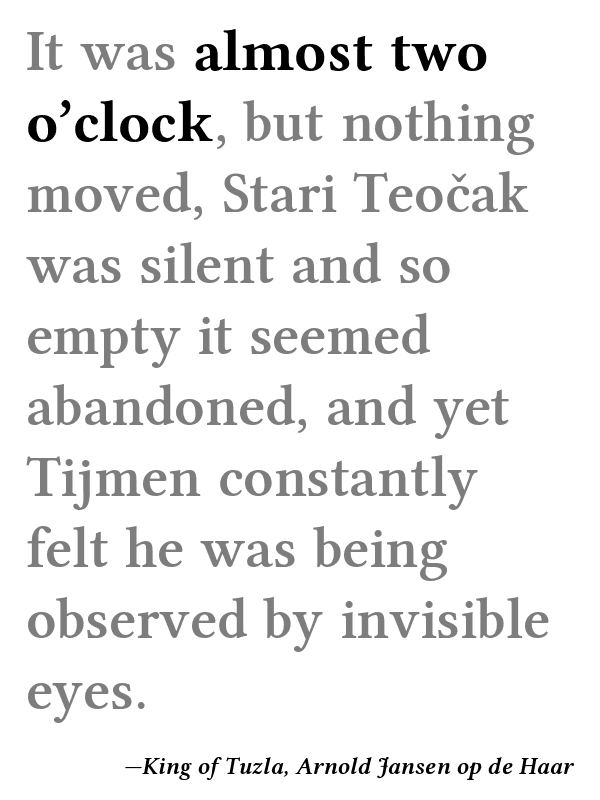 It was almost two
o’clock, but nothing
moved, Stari Teočak
was silent and so
empty it seemed
abandoned, and yet
Tijmen constantly
felt he was being
observed by invisible
eyes.
—King of Tuzla, Arnold Jansen op de Haar